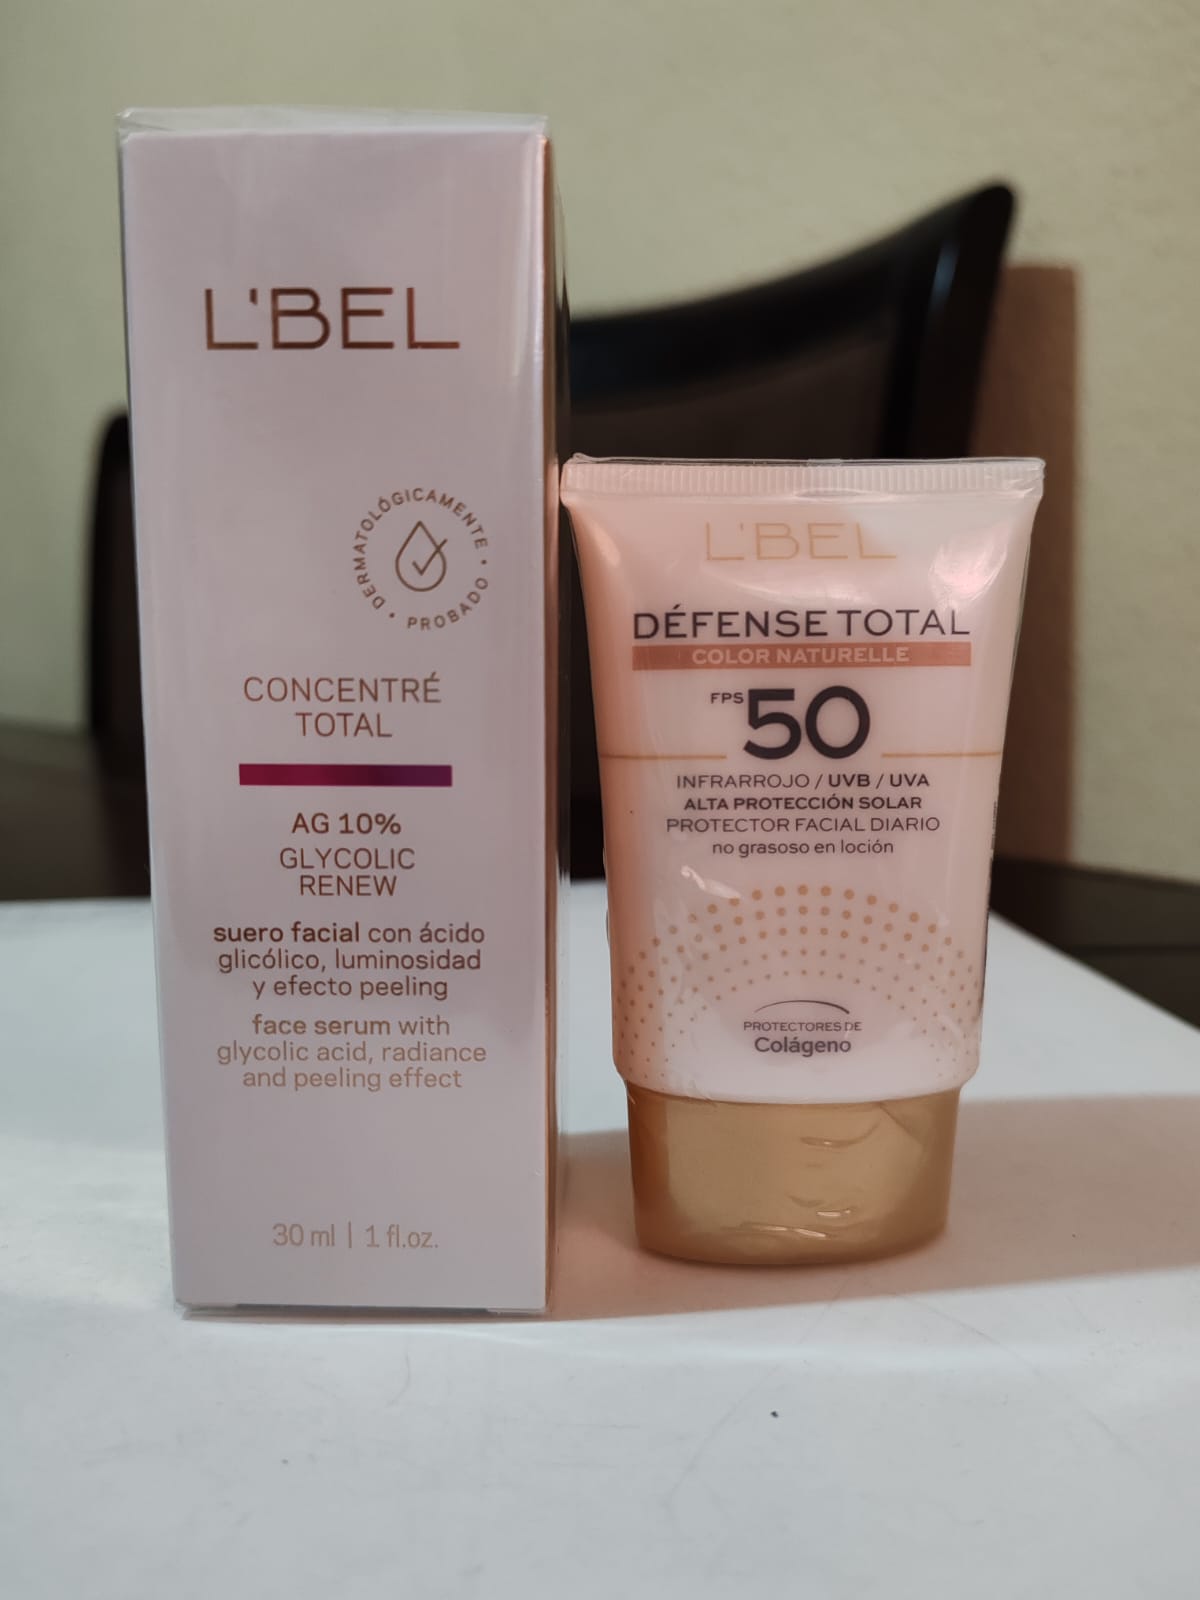 L'BEL
DERMATOLÓGICAMENTE • PROBADO •
CONCENTRÉ
TOTAL
AG 10%
GLYCOLIC
RENEW
suero facial con ácido
glicólico, luminosidad
y efecto peeling
face serum with
glycolic acid, radiance
and peeling effect
30 ml | 1 fl.oz.
L'BEL
DÉFENSE TOTAL
COLOR NATURELLE
FPS 50
INFRARROJO / UVB / UVA
ALTA PROTECCIÓN SOLAR
PROTECTOR FACIAL DIARIO
no grasoso en loción
PROTECTORES DE
Colágeno